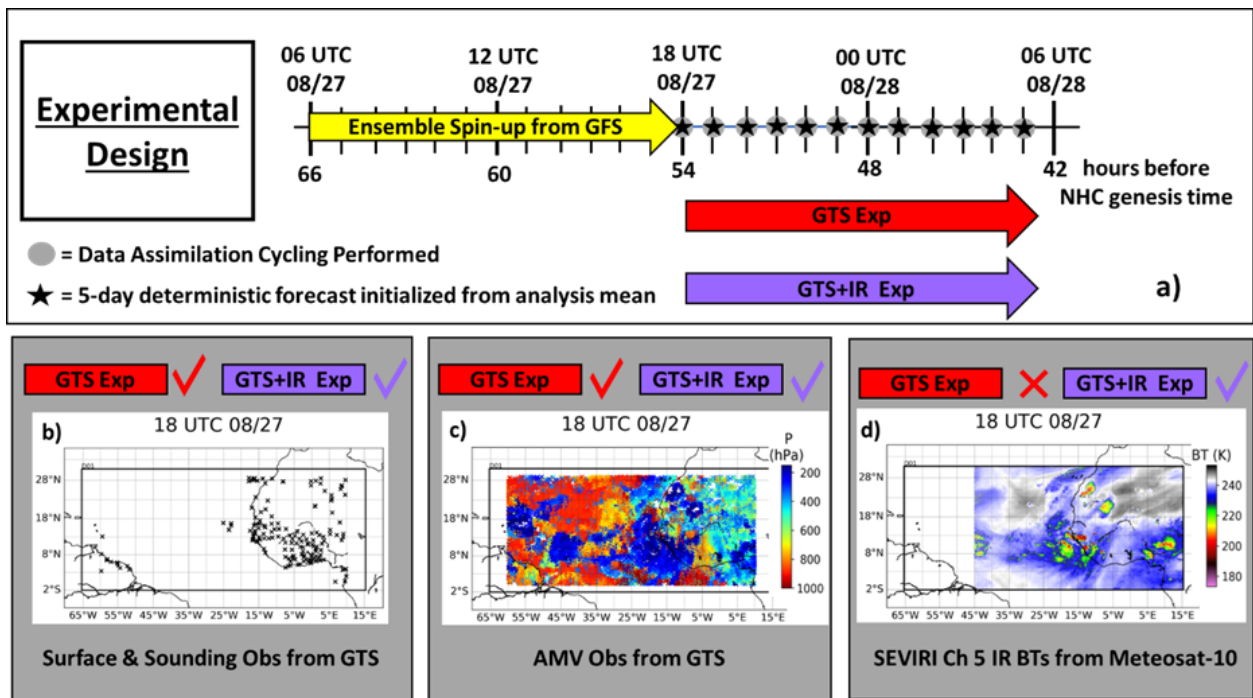 Experimental
Design
06 UTC
08/27
12 UTC
08/27
18 UTC
08/27
00 UTC
08/28
06 UTC
08/28
Ensemble Spin-up from GFS
66
60
54
48
42
hours before
NHC genesis time
GTS Exp
GTS+IR Exp
= Data Assimilation Cycling Performed
= 5-day deterministic forecast initialized from analysis mean
a)
GTS Exp
GTS+IR Exp
b)
18 UTC 08/27
D01
28°N
18°N
8°N
2°S
65°W 55°W 45°W 35°W 25°W 15°W 5°W 5°E 15°E
Surface & Sounding Obs from GTS
GTS Exp
GTS+IR Exp
c)
18 UTC 08/27
P
(hPa)
D01
28°N
18°N
8°N
2°S
65°W 55°W 45°W 35°W 25°W 15°W 5°W 5°E 15°E
200
400
600
800
1000
AMV Obs from GTS
GTS Exp
GTS+IR Exp
d)
18 UTC 08/27
BT (K)
D01
28°N
18°N
8°N
2°S
65°W 55°W 45°W 35°W 25°W 15°W 5°W 5°E 15°E
240
220
200
180
SEVIRI Ch 5 IR BTs from Meteosat-10